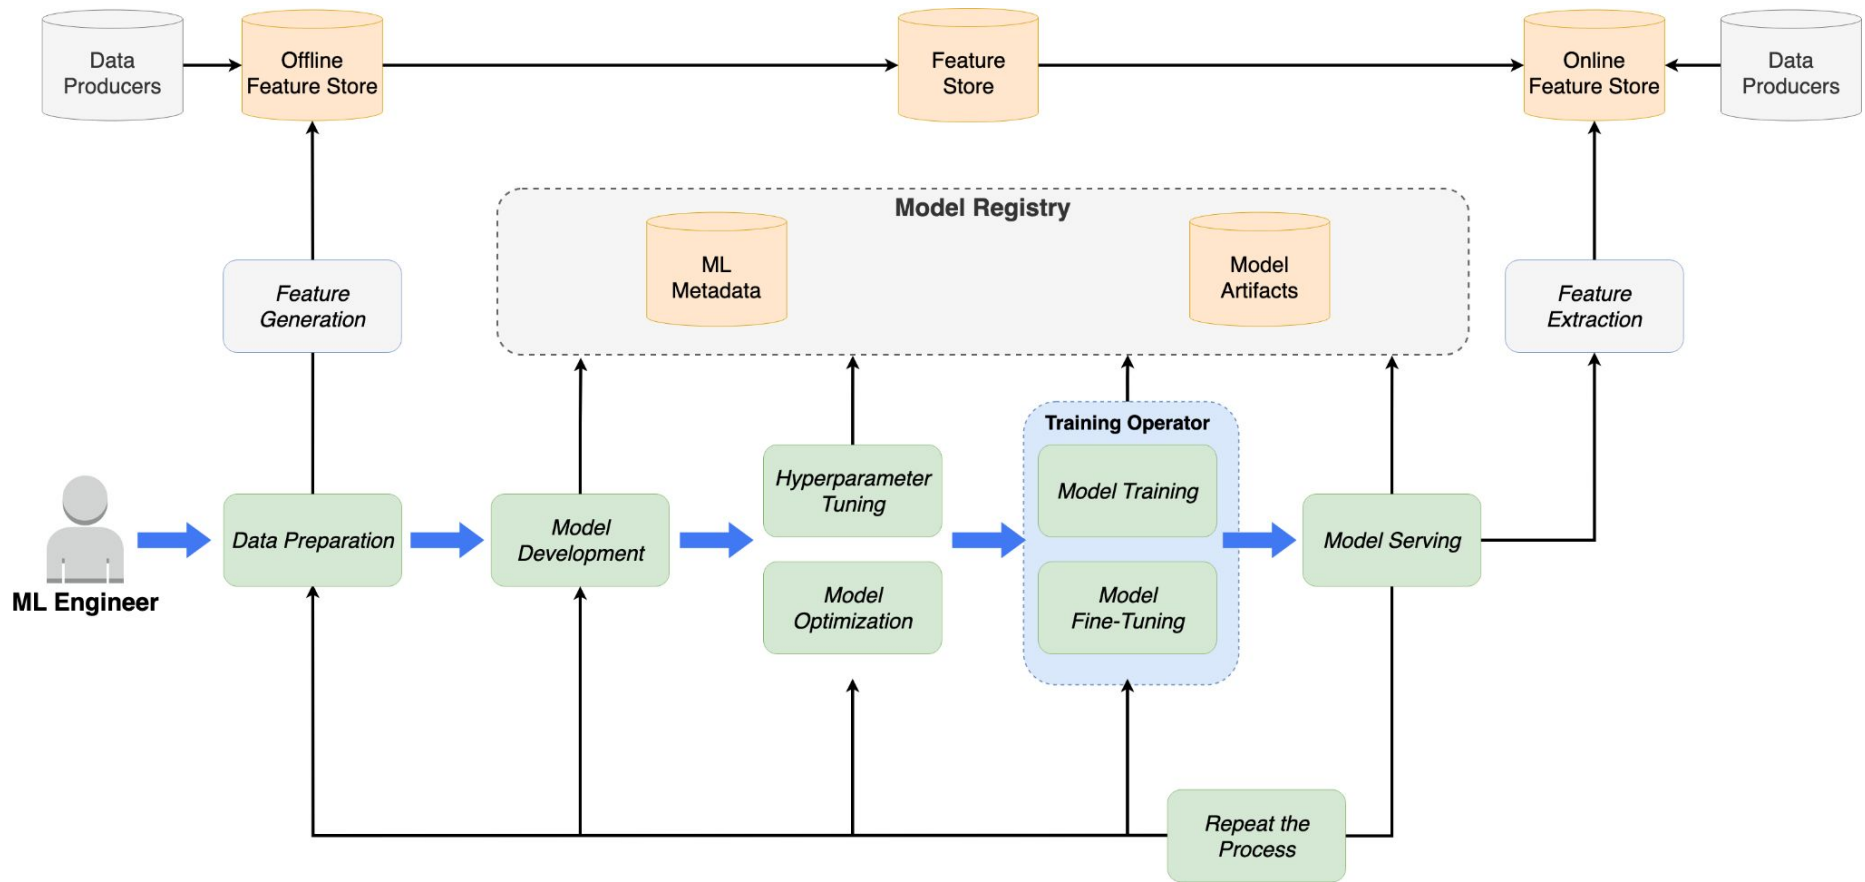 Data
Producers
Offline
Feature Store
Feature
Store
Online
Feature Store
Data
Producers
Model Registry
ML
Metadata
Model
Artifacts
Feature
Generation
Feature
Extraction
Training Operator
Hyperparameter
Tuning
Model Training
Data Preparation
Model
Development
Model Serving
Model
Optimization
Model
Fine-Tuning
ML Engineer
Repeat the
Process